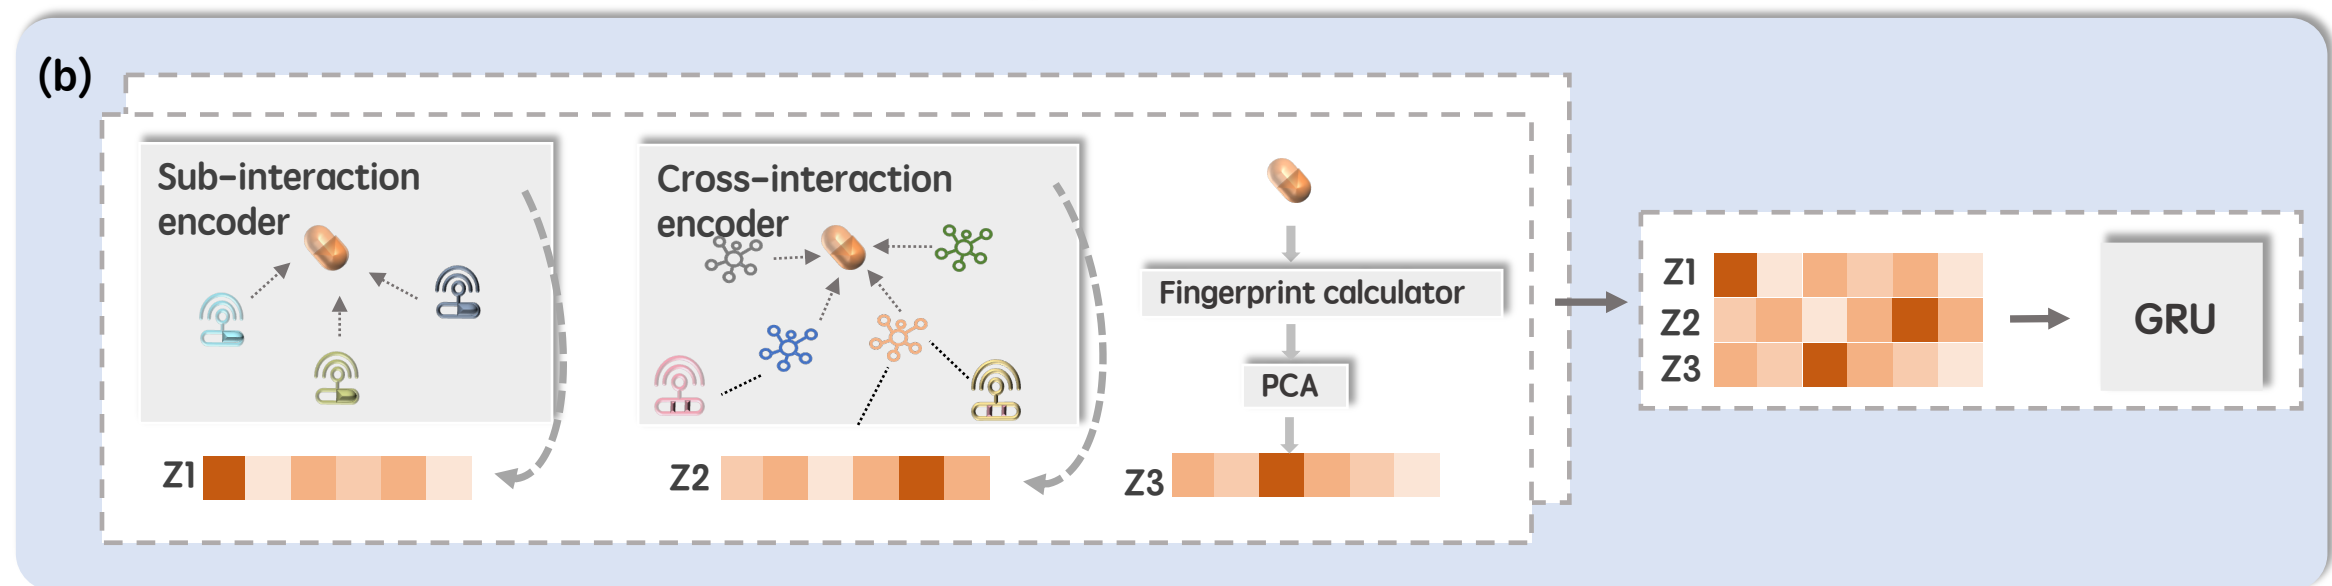 (b)
Sub-interaction
encoder
Z1
Cross-interaction
encoder
Z2
Fingerprint calculator
PCA
Z3
Z1
Z2
Z3
GRU